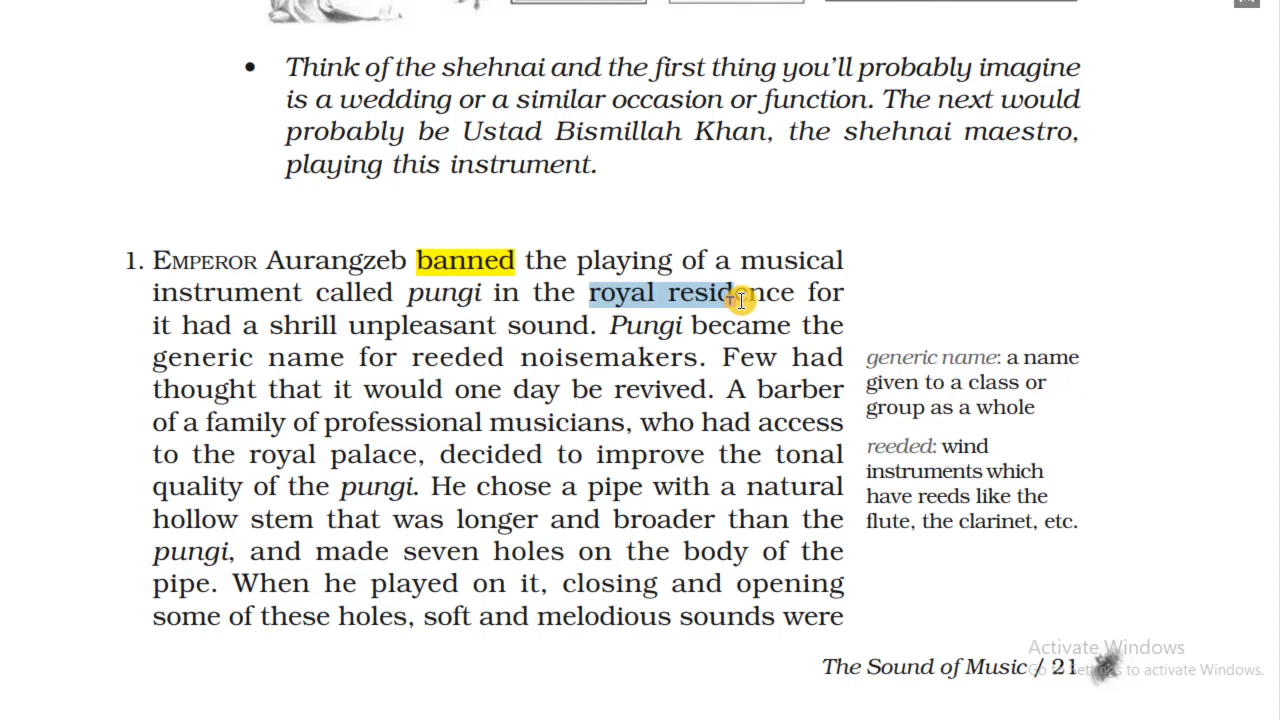 • Think of the shehnai and the first thing you'll probably imagine
is a wedding or a similar occasion or function. The next would
probably be Ustad Bismillah Khan, the shehnai maestro,
playing this instrument.
1. EMPEROR Aurangzeb banned the playing of a musical
instrument called pungi in the royal residence for
it had a shrill unpleasant sound. Pungi became the
generic name for reeded noisemakers. Few had
thought that it would one day be revived. A barber
of a family of professional musicians, who had access
to the royal palace, decided to improve the tonal
quality of the pungi. He chose a pipe with a natural
hollow stem that was longer and broader than the
pungi, and made seven holes on the body of the
pipe. When he played on it, closing and opening
some of these holes, soft and melodious sounds were
generic name: a name
given to a class or
group as a whole
reeded: wind
instruments which
have reeds like the
flute, the clarinet, etc.
The Sound of Music / 21
Activate Windows
Go to Settings to activate Windows.